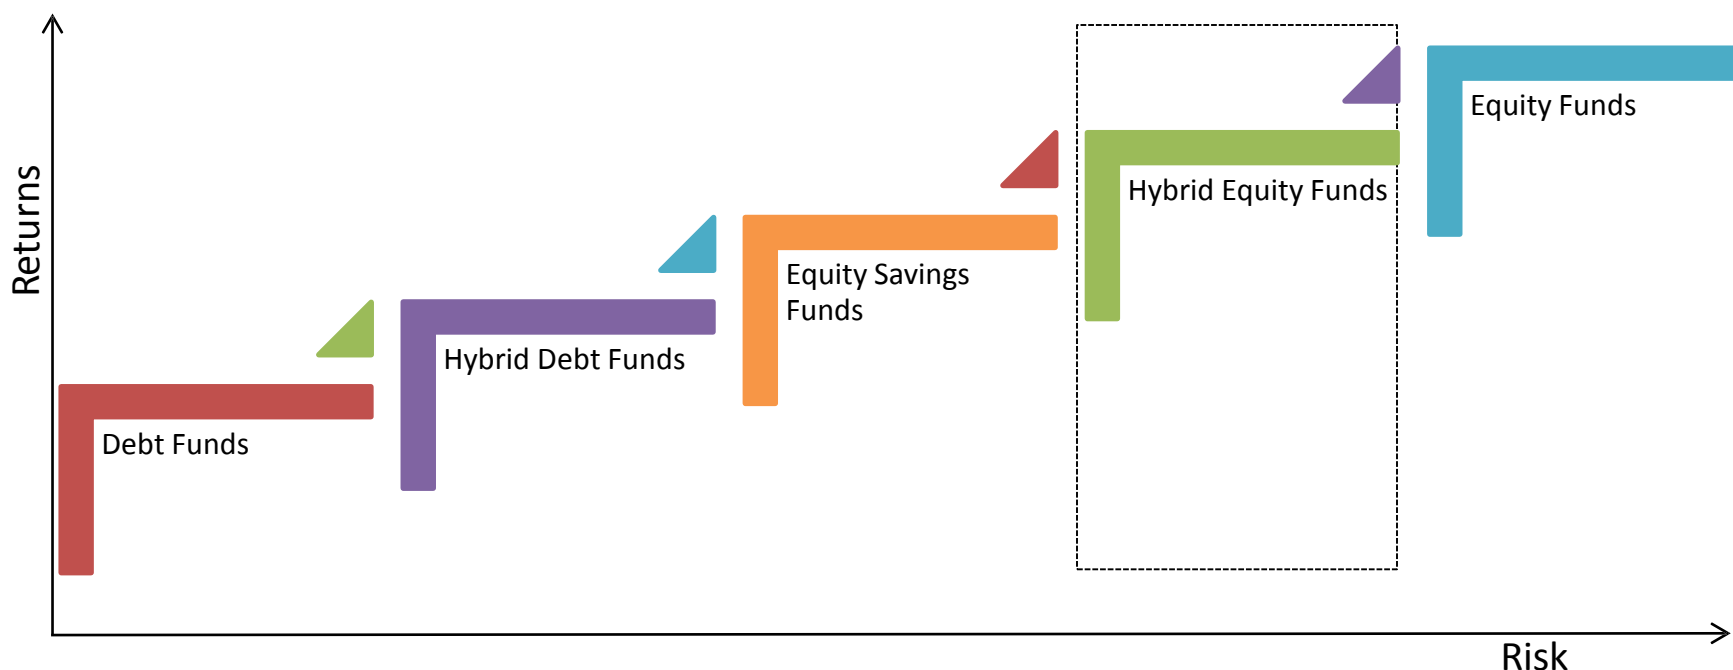 Returns
Equity Funds
Hybrid Equity Funds
Equity Savings
Funds
Hybrid Debt Funds
Debt Funds
Risk